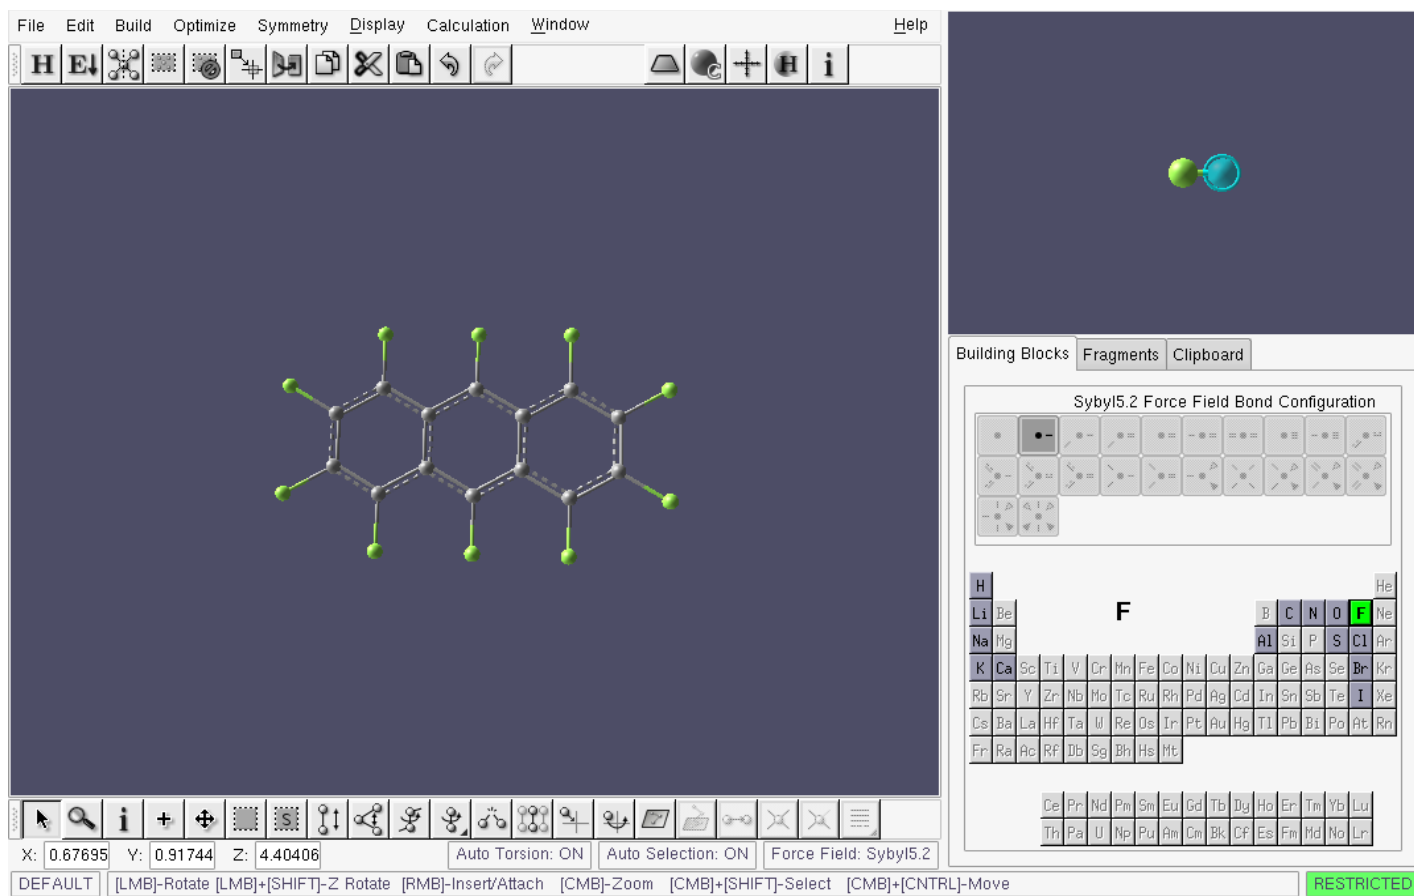 File Edit Build Optimize Symmetry Display Calculation Window Help
H E↓ C H i
Building Blocks Fragments Clipboard
Sybyl5.2 Force Field Bond Configuration
H He
F
Li Be B C N O F Ne
Na Mg Al Si P S Cl Ar
K Ca Sc Ti V Cr Mn Fe Co Ni Cu Zn Ga Ge As Se Br Kr
Rb Sr Y Zr Nb Mo Tc Ru Rh Pd Ag Cd In Sn Sb Te I Xe
Cs Ba La Hf Ta W Re Os Ir Pt Au Hg Tl Pb Bi Po At Rn
Fr Ra Ac Rf Db Sg Bh Hs Mt
Ce Pr Nd Pm Sm Eu Gd Tb Dy Ho Er Tm Yb Lu
Th Pa U Np Pu Am Cm Bk Cf Es Fm Md No Lr
i S
X: 0.67695 Y: 0.91744 Z: 4.40406 Auto Torsion: ON Auto Selection: ON Force Field: Sybyl5.2
DEFAULT [LMB]-Rotate [LMB]+[SHIFT]-Z Rotate [RMB]-Insert/Attach [CMB]-Zoom [CMB]+[SHIFT]-Select [CMB]+[CNTRL]-Move RESTRICTED